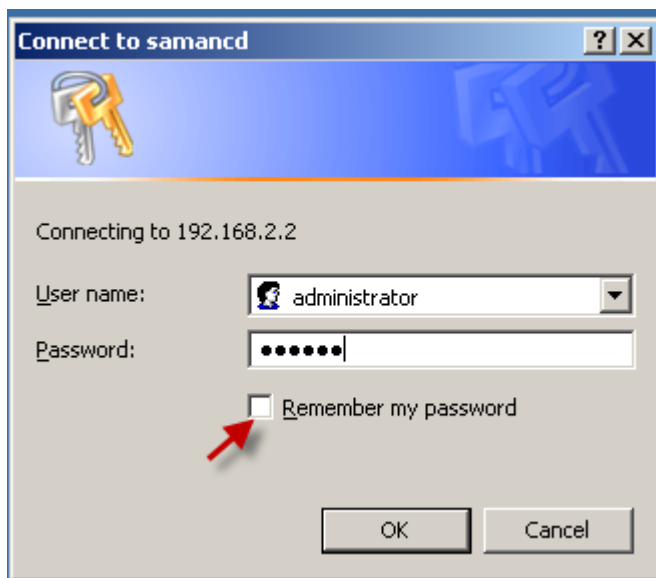 Connect to samancd
Connecting to 192.168.2.2
User name:
administrator
Password:
●●●●●●
Remember my password
OK
Cancel